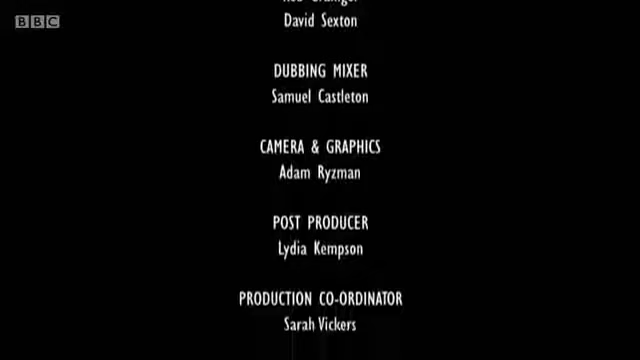 BBC
David Sexton
DUBBING MIXER
Samuel Castleton
CAMERA & GRAPHICS
Adam Ryzman
POST PRODUCER
Lydia Kempson
PRODUCTION CO-ORDINATOR
Sarah Vickers